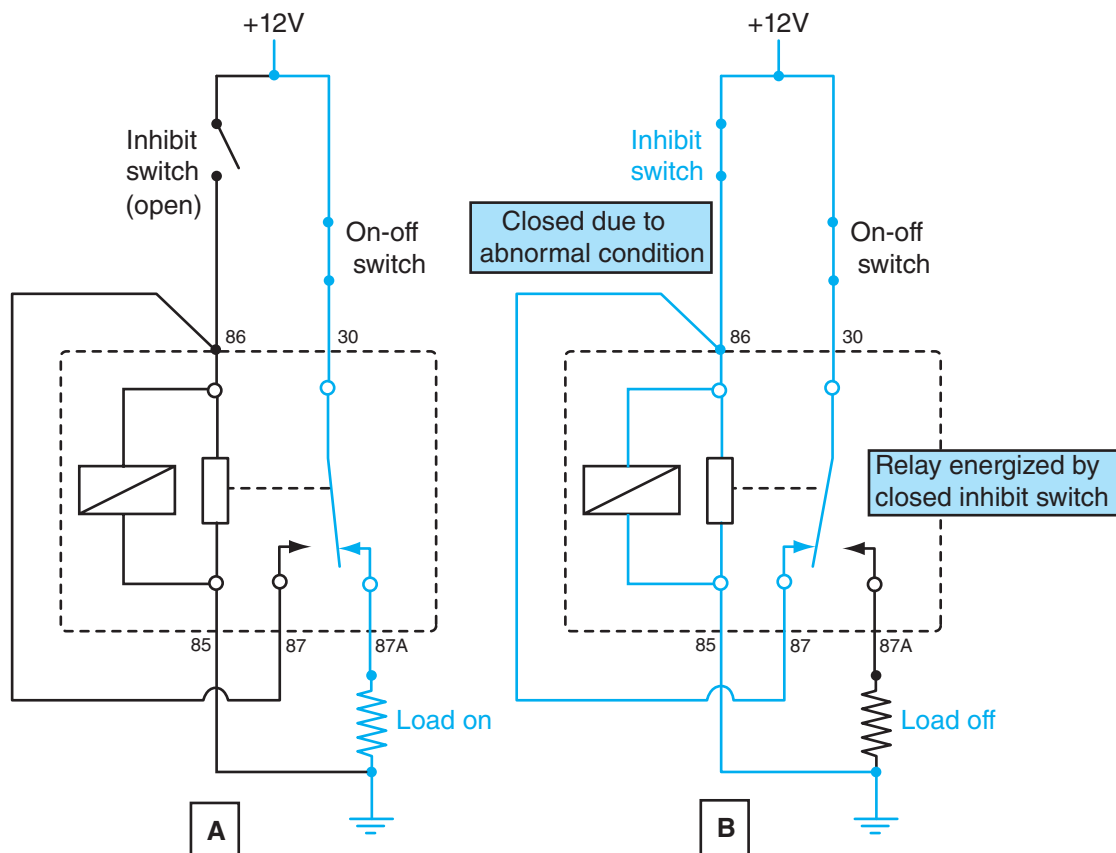 +12V
Inhibit
switch
(open)
On-off
switch
86
30
85
87
87A
Load on
A
+12V
Inhibit
switch
Closed due to
abnormal condition
On-off
switch
86
30
Relay energized by
closed inhibit switch
85
87
87A
Load off
B